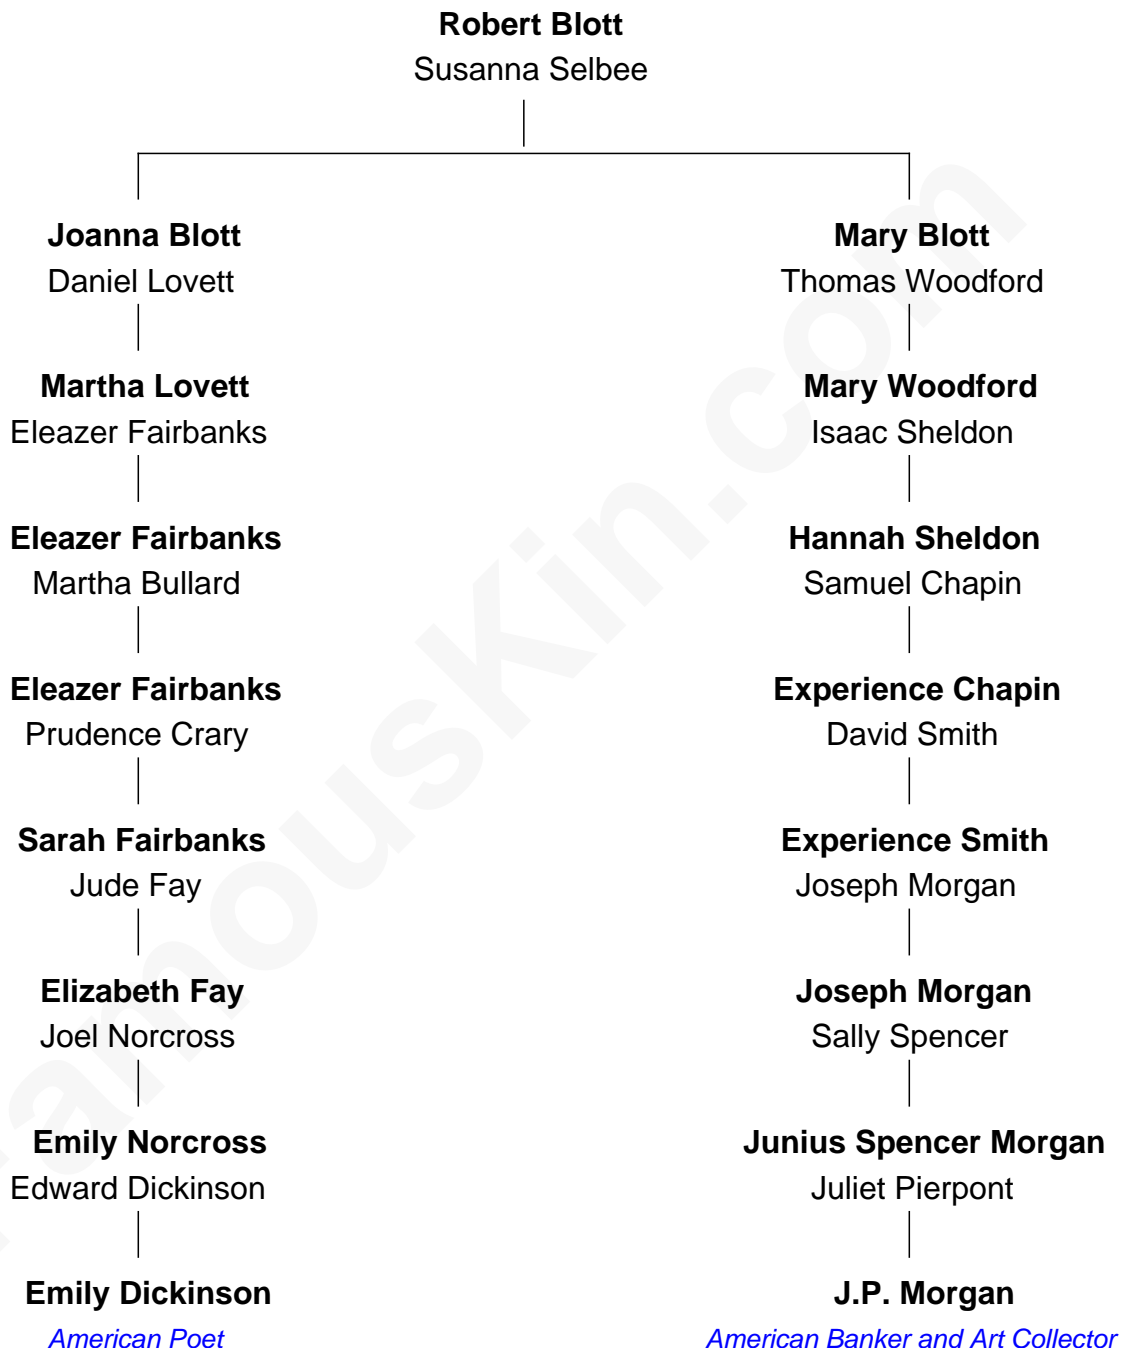 Robert Blott
Susanna Selbee
Joanna Blott
Daniel Lovett
Mary Blott
Thomas Woodford
Martha Lovett
Eleazer Fairbanks
Mary Woodford
Isaac Sheldon
Eleazer Fairbanks
Martha Bullard
Hannah Sheldon
Samuel Chapin
Eleazer Fairbanks
Prudence Crary
Experience Chapin
David Smith
Sarah Fairbanks
Jude Fay
Experience Smith
Joseph Morgan
Elizabeth Fay
Joel Norcross
Joseph Morgan
Sally Spencer
Emily Norcross
Edward Dickinson
Junius Spencer Morgan
Juliet Pierpont
Emily Dickinson
American Poet
J.P. Morgan
American Banker and Art Collector
FamousKin.com